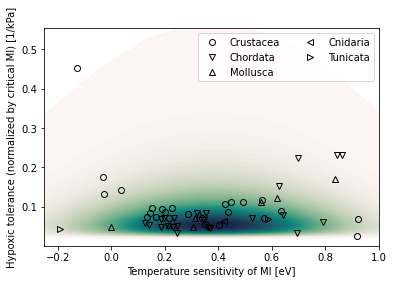 Hypoxic tolerance (normalized by critical MI) [1/kPa]
0.5
0.4
0.3
0.2
0.1
Crustacea
Chordata
Mollusca
Cnidaria
Tunicata
−0.2 0.0 0.2 0.4 0.6 0.8 1.0
Temperature sensitivity of MI [eV]